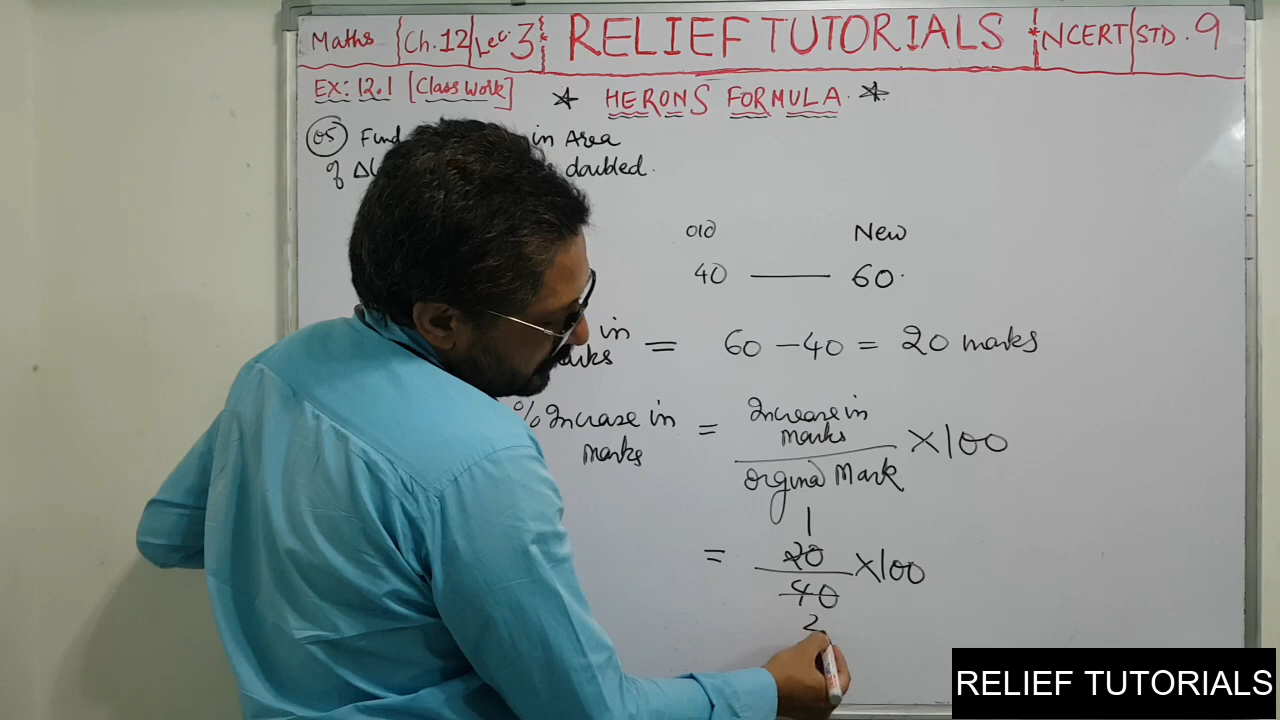 Maths Ch. 12 Lec. 3 RELIEF TUTORIALS NCERT STD. 9
EX: 12.1 [Class Work] HERONS FORMULA
Q5 Find in Area
of doubled.
Old New
40 — 60.
in
= 60 - 40 = 20 marks
% Increase in
marks
= Increase in
marks
Orginal Mark
× 100
1
= 20
40
× 100
2
RELIEF TUTORIALS